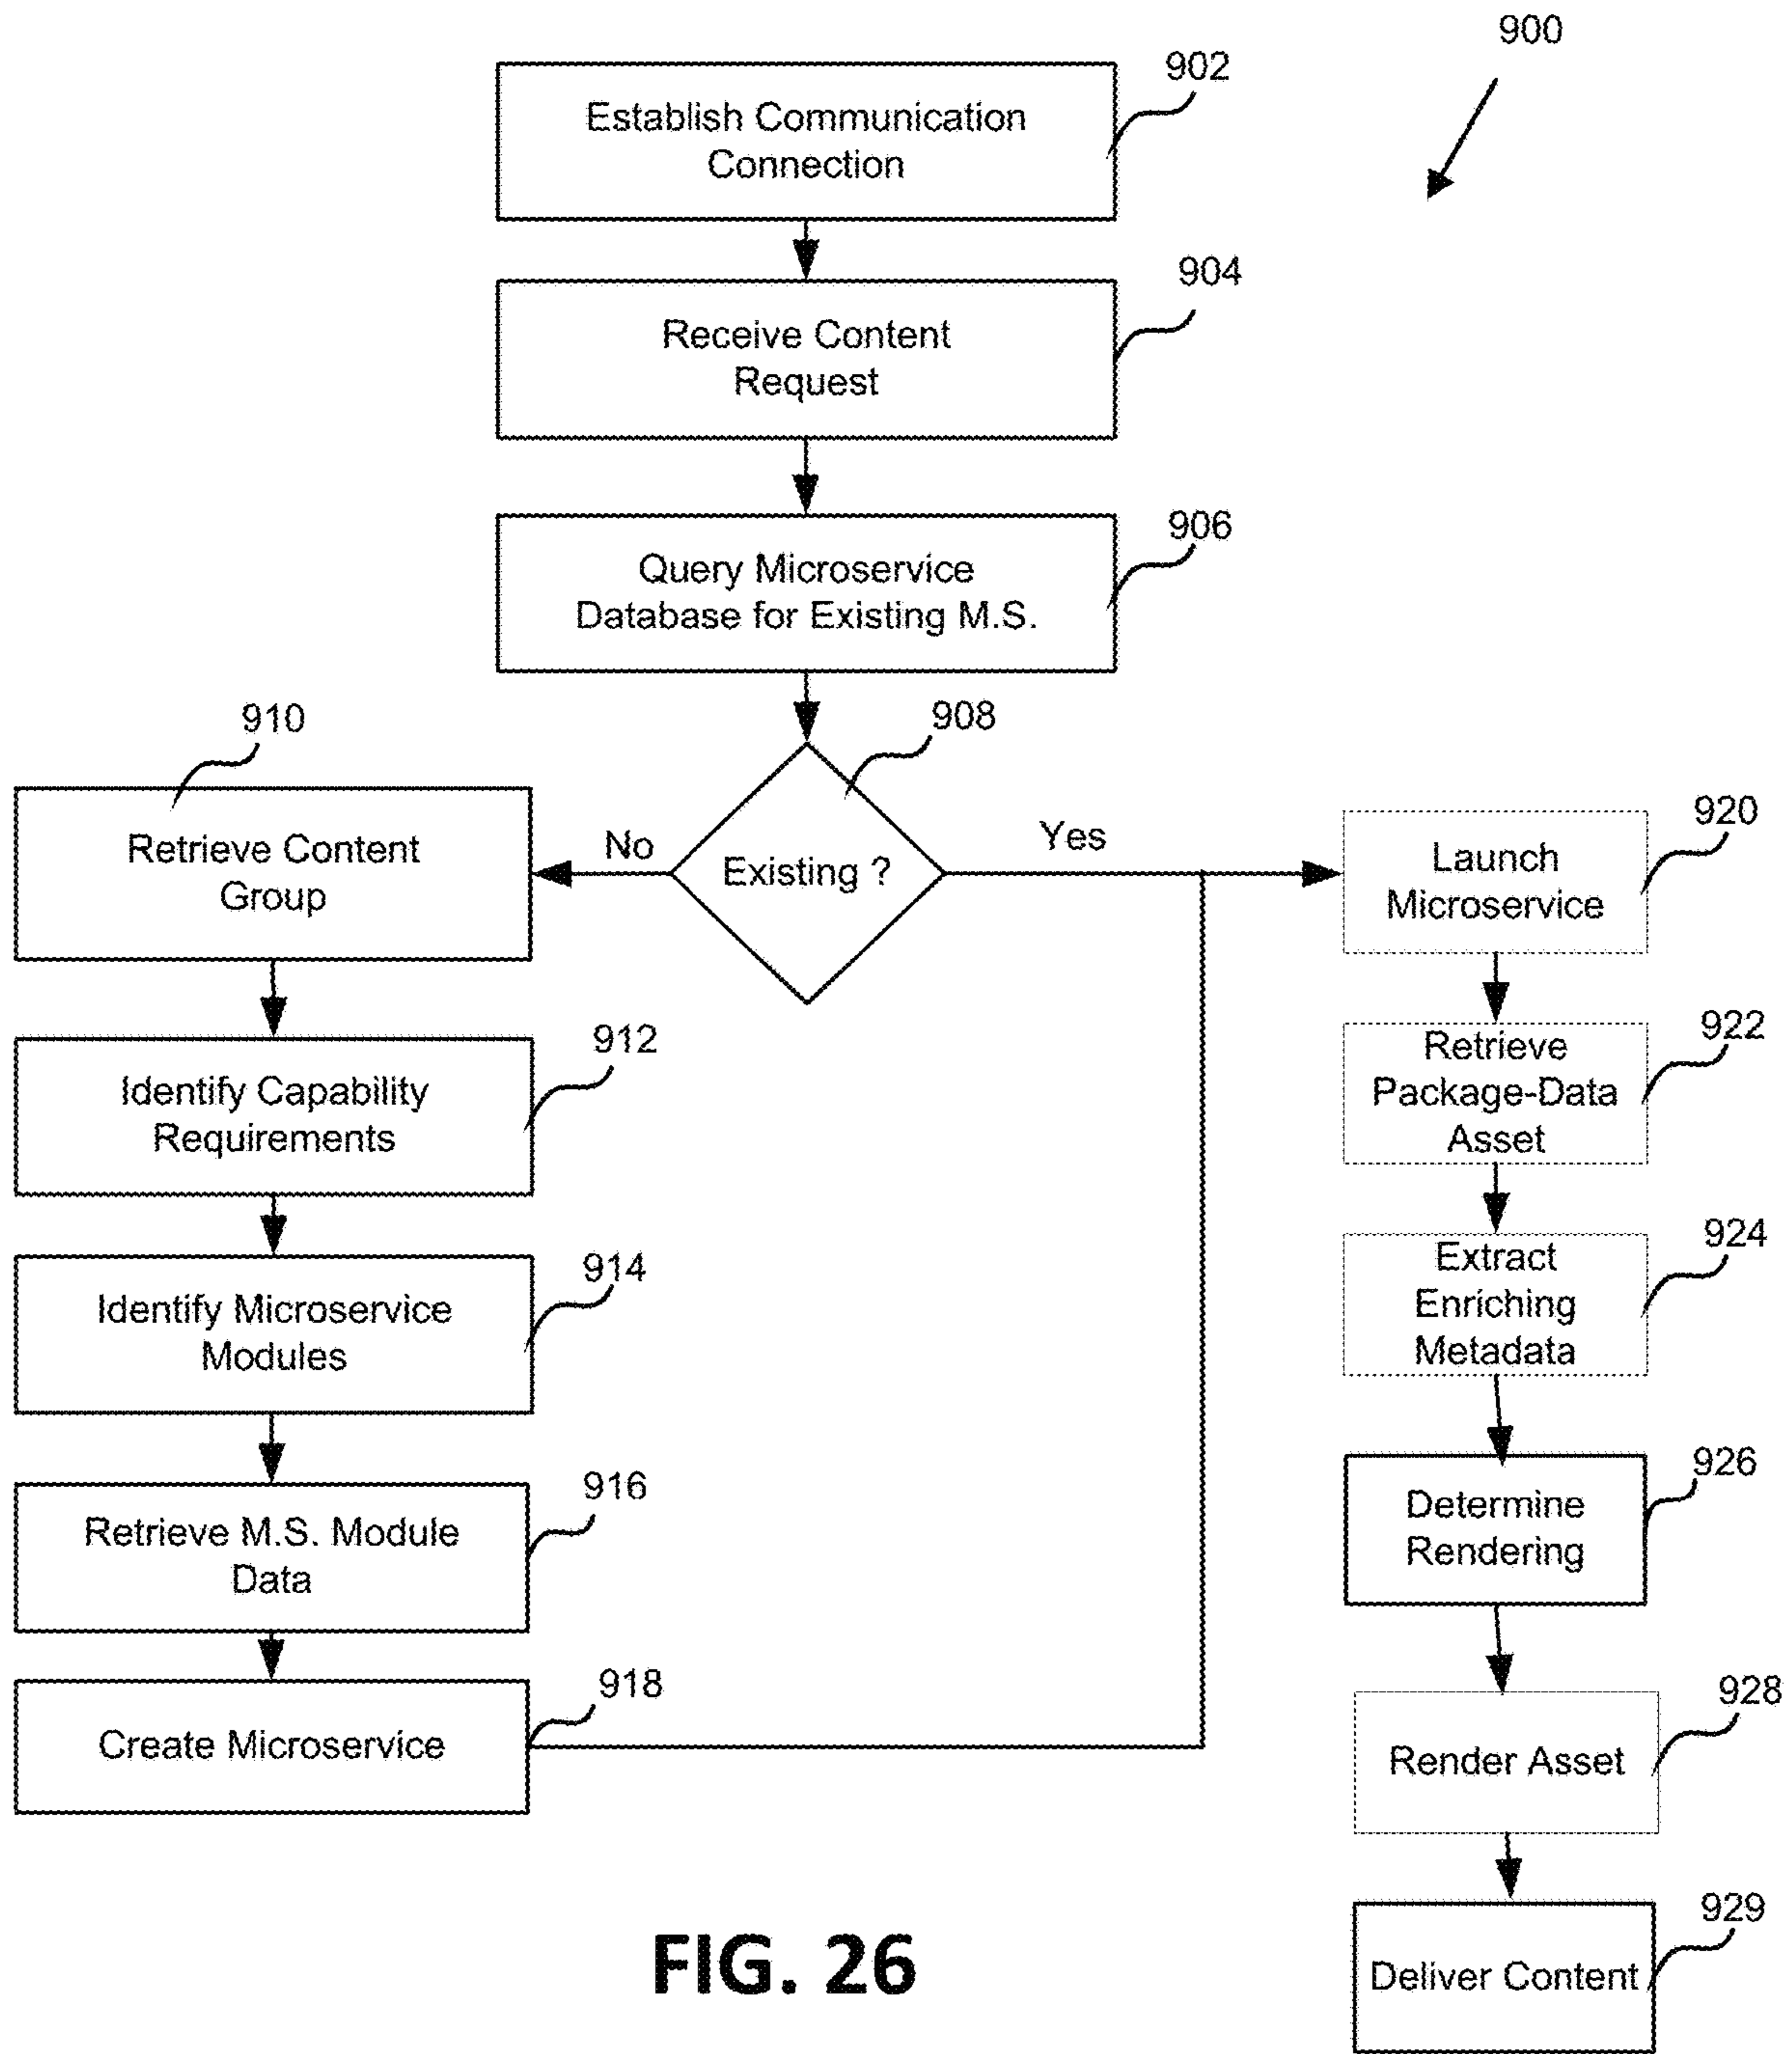 900
902
Establish Communication
Connection
904
Receive Content
Request
906
Query Microservice
Database for Existing M.S.
908
Existing ?
No
Yes
910
Retrieve Content
Group
912
Identify Capability
Requirements
914
Identify Microservice
Modules
916
Retrieve M.S. Module
Data
918
Create Microservice
920
Launch
Microservice
922
Retrieve
Package-Data
Asset
924
Extract
Enriching
Metadata
926
Determine
Rendering
928
Render Asset
929
Deliver Content
FIG. 26